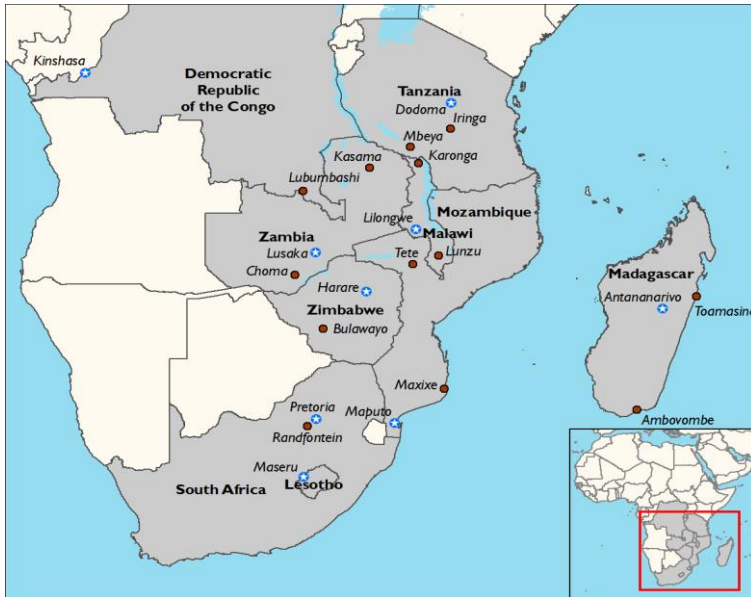 Kinshasa
Democratic
Republic
of the Congo
Tanzania
Dodoma
Iringa
Mbeya
Kasama
Karonga
Lubumbashi
Mozambique
Lilongwe
Malawi
Zambia
Lusaka
Tete
Lunzu
Choma
Harare
Madagascar
Antananarivo
Toamasino
Zimbabwe
Bulawayo
Maxixe
Pretoria
Maputo
Randfontein
Ambovombe
Maseru
South Africa
Lesotho